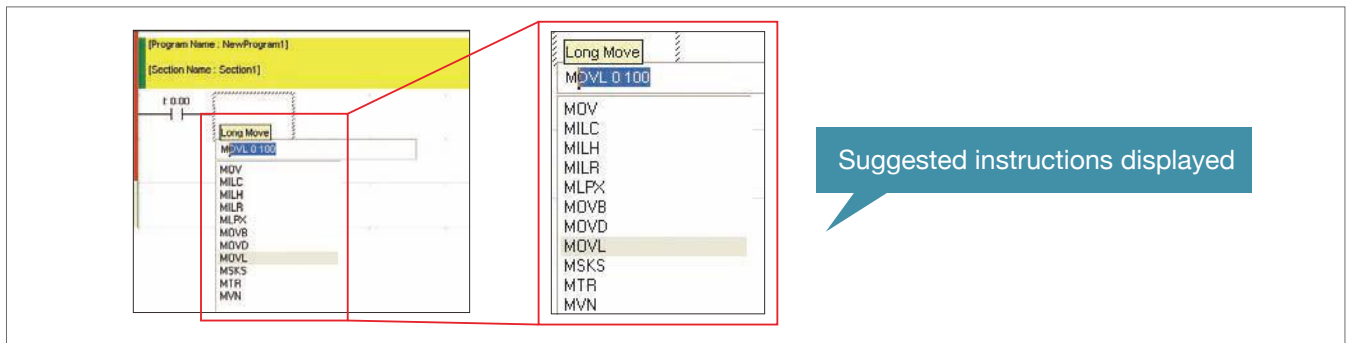 [Program Name : NewProgram1]
[Section Name : Section1]
I: 0.00
Long Move
MOVL 0 100
MOV
MILC
MILH
MILR
MLPX
MOVB
MOVD
MOVL
MSKS
MTR
MVN
Long Move
MOVL 0 100
MOV
MILC
MILH
MILR
MLPX
MOVB
MOVD
MOVL
MSKS
MTR
MVN
Suggested instructions displayed